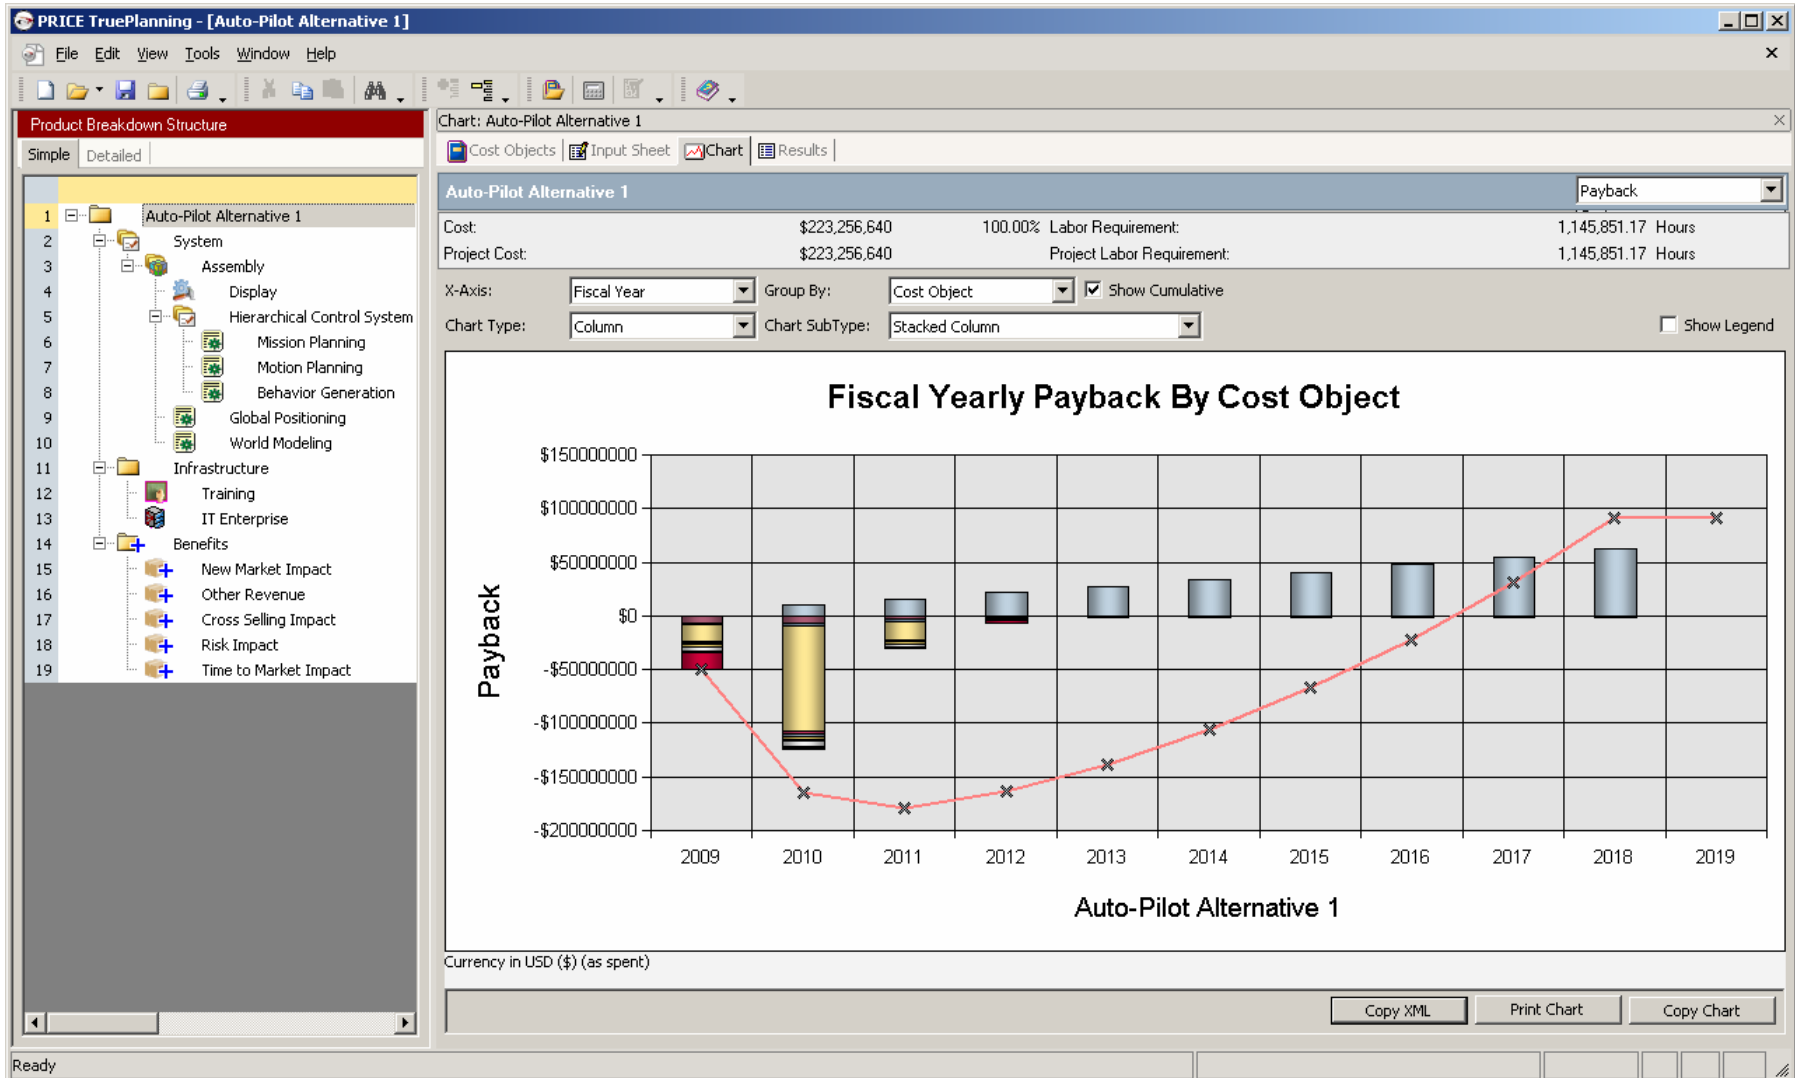 PRICE TruePlanning - [Auto-Pilot Alternative 1]
File Edit View Tools Window Help
Product Breakdown Structure
Simple Detailed
1 Auto-Pilot Alternative 1
2 System
3 Assembly
4 Display
5 Hierarchical Control System
6 Mission Planning
7 Motion Planning
8 Behavior Generation
9 Global Positioning
10 World Modeling
11 Infrastructure
12 Training
13 IT Enterprise
14 Benefits
15 New Market Impact
16 Other Revenue
17 Cross Selling Impact
18 Risk Impact
19 Time to Market Impact
Chart: Auto-Pilot Alternative 1
Cost Objects Input Sheet Chart Results
Auto-Pilot Alternative 1 Payback
Cost: $223,256,640 100.00% Labor Requirement: 1,145,851.17 Hours
Project Cost: $223,256,640 Project Labor Requirement: 1,145,851.17 Hours
X-Axis: Fiscal Year Group By: Cost Object Show Cumulative
Chart Type: Column Chart SubType: Stacked Column Show Legend
Fiscal Yearly Payback By Cost Object
Payback
$150000000
$100000000
$50000000
$0
-$50000000
-$100000000
-$150000000
-$200000000
2009 2010 2011 2012 2013 2014 2015 2016 2017 2018 2019
Auto-Pilot Alternative 1
Currency in USD ($) (as spent)
Copy XML Print Chart Copy Chart
Ready